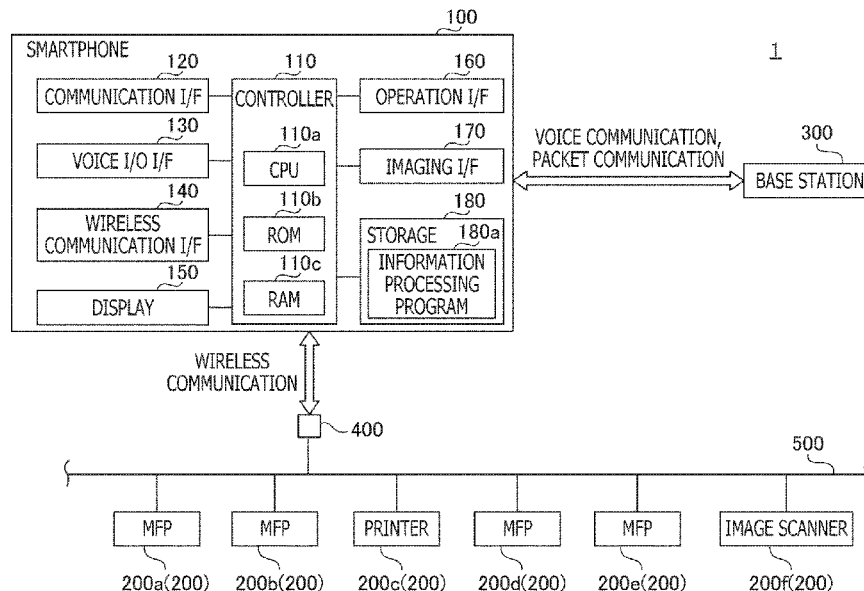 100
SMARTPHONE
1
120
110
160
COMMUNICATION I/F
CONTROLLER
OPERATION I/F
130
110a
170
VOICE I/O I/F
CPU
IMAGING I/F
VOICE COMMUNICATION,
PACKET COMMUNICATION
300
BASE STATION
140
110b
180
WIRELESS
COMMUNICATION I/F
ROM
STORAGE
180a
150
110c
INFORMATION
PROCESSING
PROGRAM
DISPLAY
RAM
WIRELESS
COMMUNICATION
400
500
MFP
MFP
PRINTER
MFP
MFP
IMAGE SCANNER
200a(200)
200b(200)
200c(200)
200d(200)
200e(200)
200f(200)